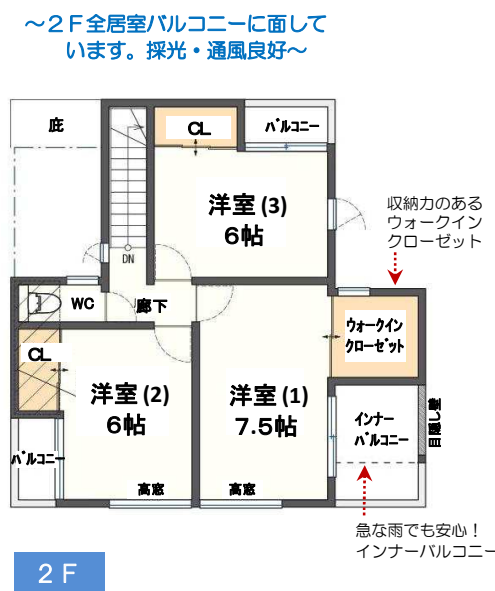 ～２Ｆ全居室バルコニーに面して
います。採光・通風良好～
庇
CL
バルコニー
洋室(3)
6帖
収納力のある
ウォークイン
クローゼット
DN
WC
廊下
ウォークイン
クローゼット
CL
洋室(2)
6帖
洋室(1)
7.5帖
インナー
バルコニー
目隠し壁
バルコニー
高窓
高窓
急な雨でも安心！
インナーバルコニー
２Ｆ